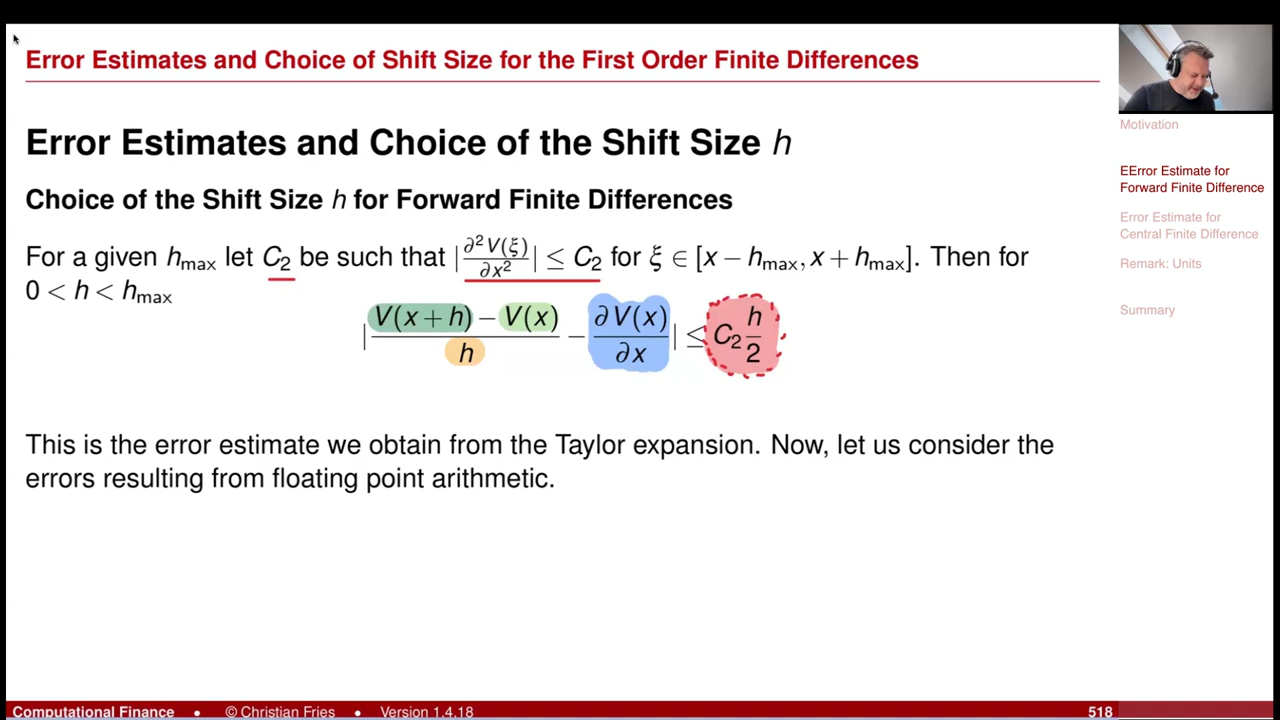 Error Estimates and Choice of Shift Size for the First Order Finite Differences
Error Estimates and Choice of the Shift Size h
Choice of the Shift Size h for Forward Finite Differences
For a given h_max let C₂ be such that |∂²V(ξ)/∂x²| ≤ C₂ for ξ ∈ [x − h_max, x + h_max]. Then for
0 < h < h_max
|(V(x + h) − V(x))/h − ∂V(x)/∂x| ≤ C₂ h/2
This is the error estimate we obtain from the Taylor expansion. Now, let us consider the
errors resulting from floating point arithmetic.
Motivation
EError Estimate for
Forward Finite Difference
Error Estimate for
Central Finite Difference
Remark: Units
Summary
Computational Finance • © Christian Fries • Version 1.4.18 518